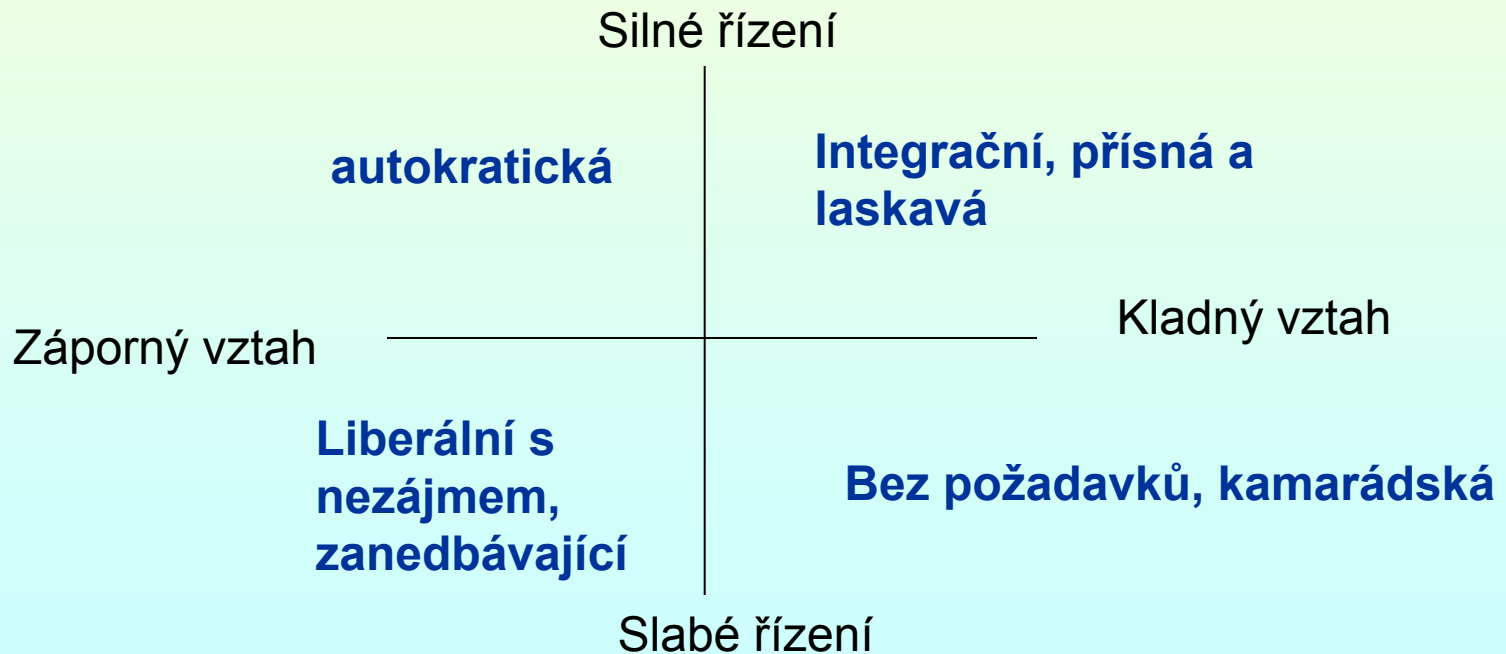 Silné řízení
autokratická
Integrační, přísná a
laskavá
Záporný vztah
Kladný vztah
Liberální s
nezájmem,
zanedbávající
Bez požadavků, kamarádská
Slabé řízení